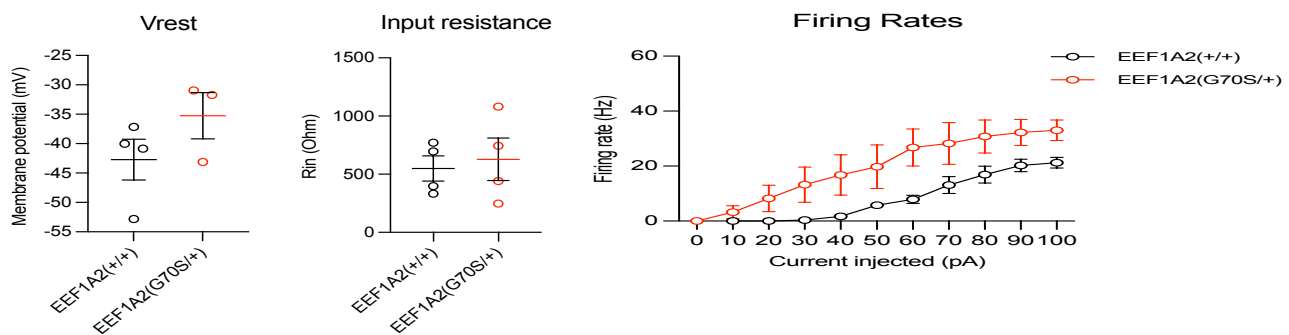 Vrest
Membrane potential (mV)
-25
-30
-35
-40
-45
-50
-55
EEF1A2(+/+)
EEF1A2(G70S/+)
Input resistance
Rin (Ohm)
1500
1000
500
0
EEF1A2(+/+)
EEF1A2(G70S/+)
Firing Rates
Firing rate (Hz)
60
40
20
0
0 10 20 30 40 50 60 70 80 90 100
Current injected (pA)
EEF1A2(+/+)
EEF1A2(G70S/+)